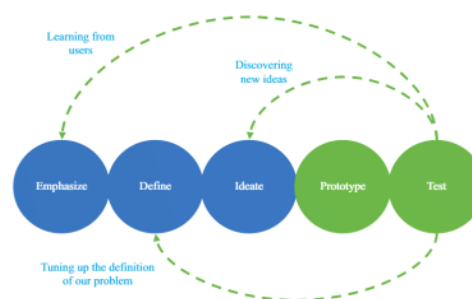 Learning from
users
Discovering
new ideas
Emphasize
Define
Ideate
Prototype
Test
Tuning up the definition
of our problem